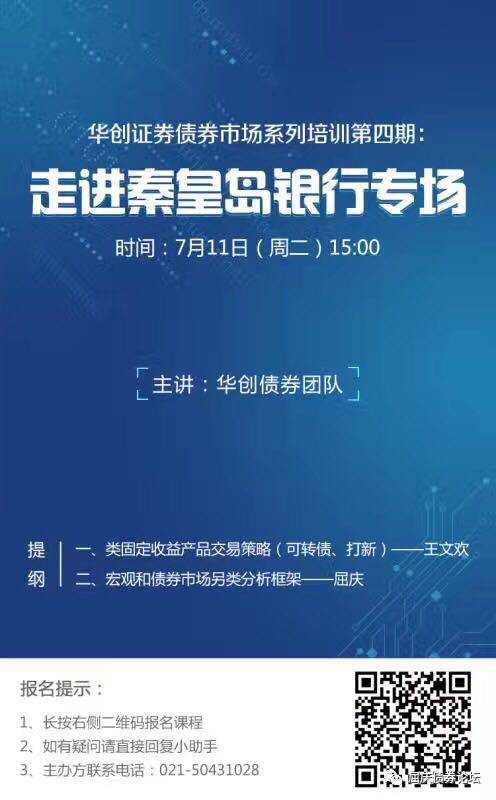 华创证券债券市场系列培训第四期：
走进秦皇岛银行专场
时间：7月11日（周二）15:00
主讲：华创债券团队
提纲
一、类固定收益产品交易策略（可转债、打新）——王文欢
二、宏观和债券市场另类分析框架——屈庆
报名提示：
1、长按右侧二维码报名课程
2、如有疑问请直接回复小助手
3、主办方联系电话：021-50431028
屈庆债券论坛